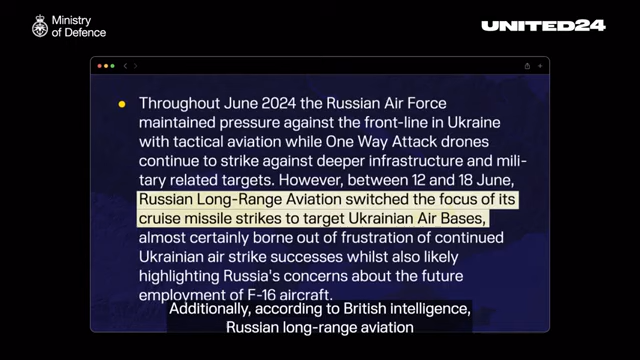 Ministry
of Defence
UNITED24
Throughout June 2024 the Russian Air Force
maintained pressure against the front-line in Ukraine
with tactical aviation while One Way Attack drones
continue to strike against deeper infrastructure and mili-
tary related targets. However, between 12 and 18 June,
Russian Long-Range Aviation switched the focus of its
cruise missile strikes to target Ukrainian Air Bases,
almost certainly borne out of frustration of continued
Ukrainian air strike successes whilst also likely
highlighting Russia's concerns about the future
employment of F-16 aircraft.
Additionally, according to British intelligence,
Russian long-range aviation